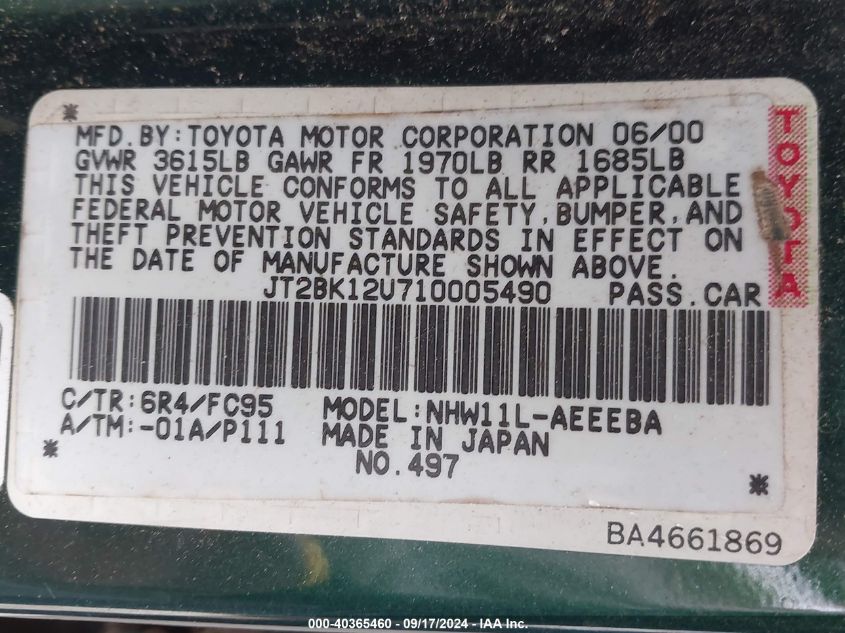 MFD. BY: TOYOTA MOTOR CORPORATION 06/00
GVWR 3615LB GAWR FR 1970LB RR 1685LB
THIS VEHICLE CONFORMS TO ALL APPLICABLE
FEDERAL MOTOR VEHICLE SAFETY, BUMPER, AND
THEFT PREVENTION STANDARDS IN EFFECT ON
THE DATE OF MANUFACTURE SHOWN ABOVE.
JT2BK12U710005490 PASS. CAR
TOYOTA
C/TR: 6R4/FC95 MODEL: NHW11L-AEEEBA
A/TM: -01A/P111 MADE IN JAPAN
NO. 497
BA4661869
000-40365460 - 09/17/2024 - IAA Inc.